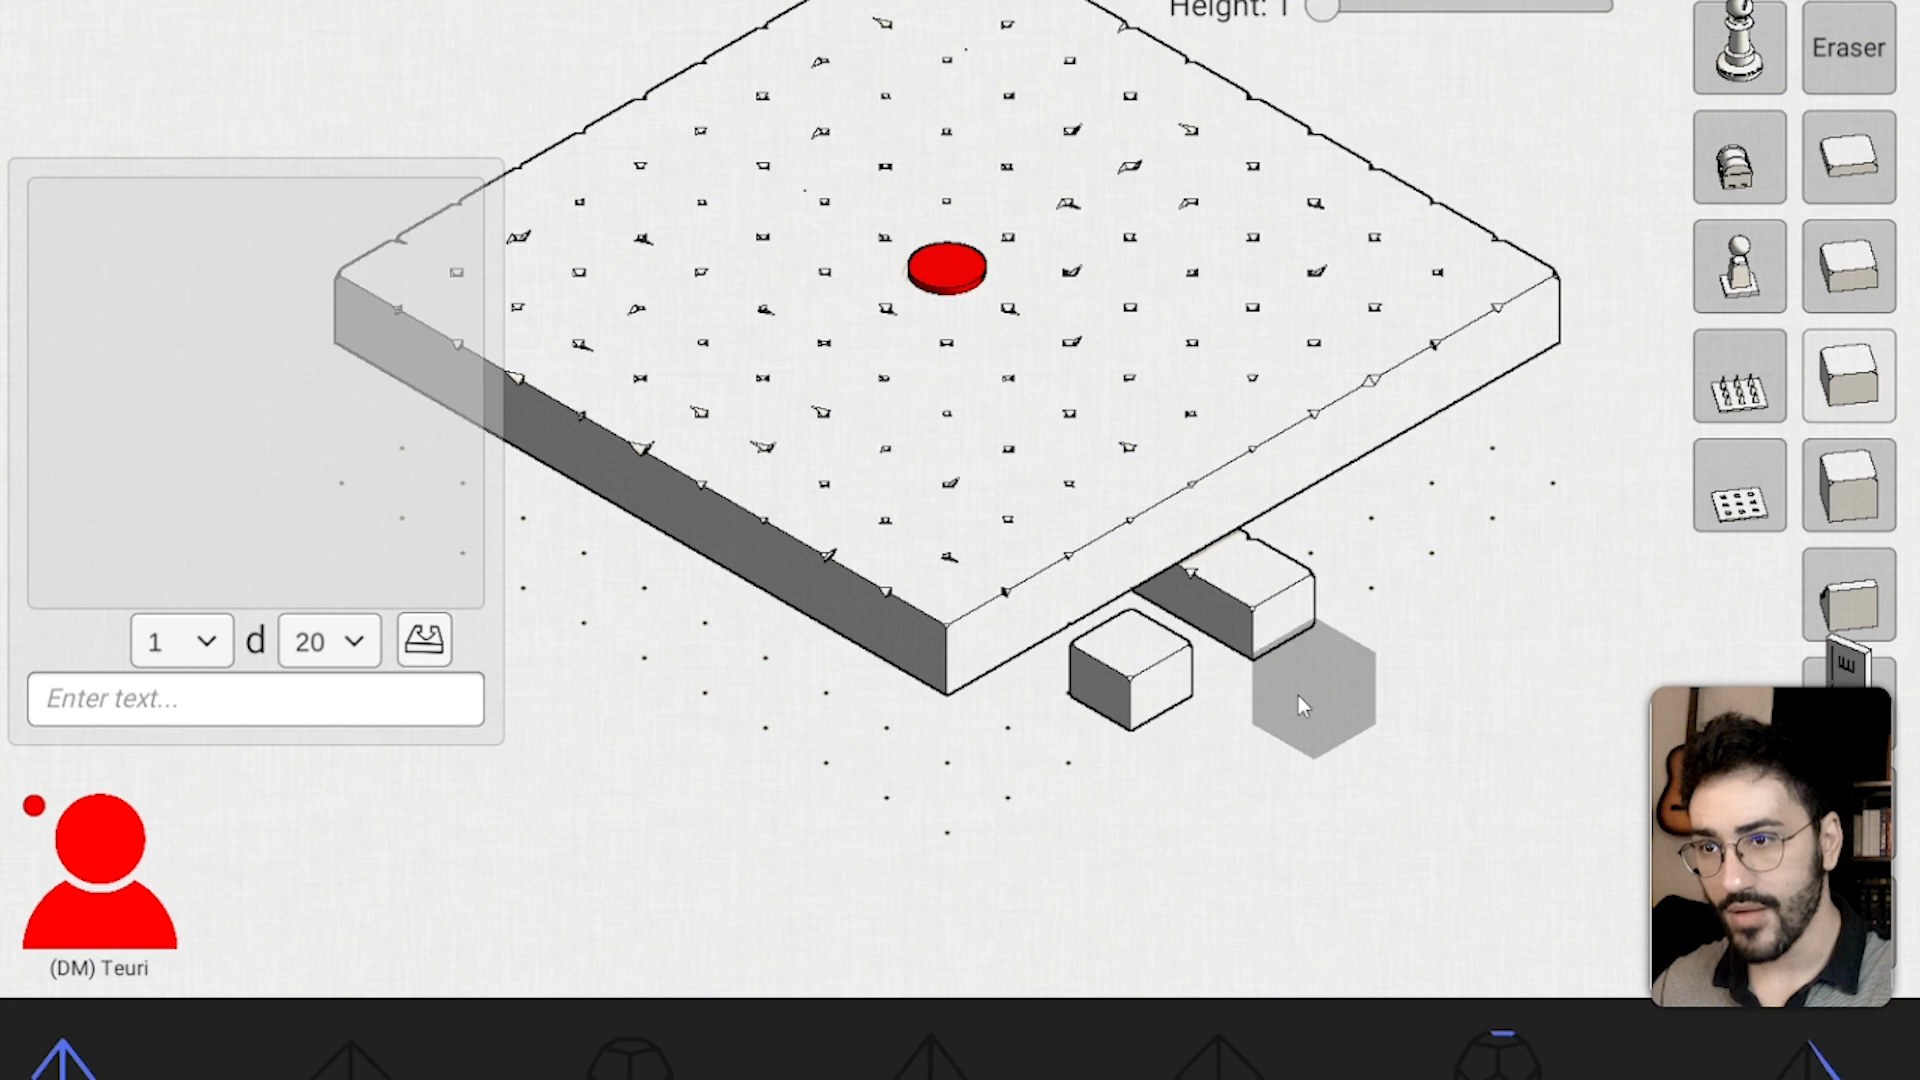 Height: 1
Eraser
1 d 20
Enter text...
(DM) Teuri